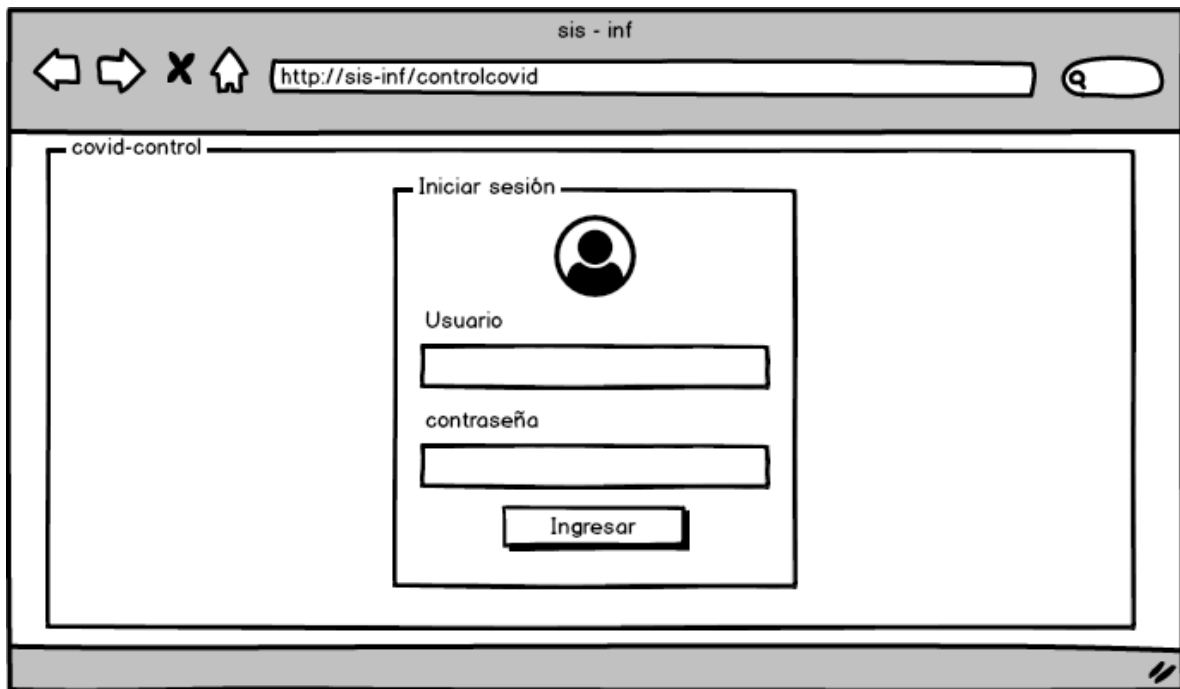 sis - inf
http://sis-inf/controlcovid
covid-control
Iniciar sesión
Usuario
contraseña
Ingresar